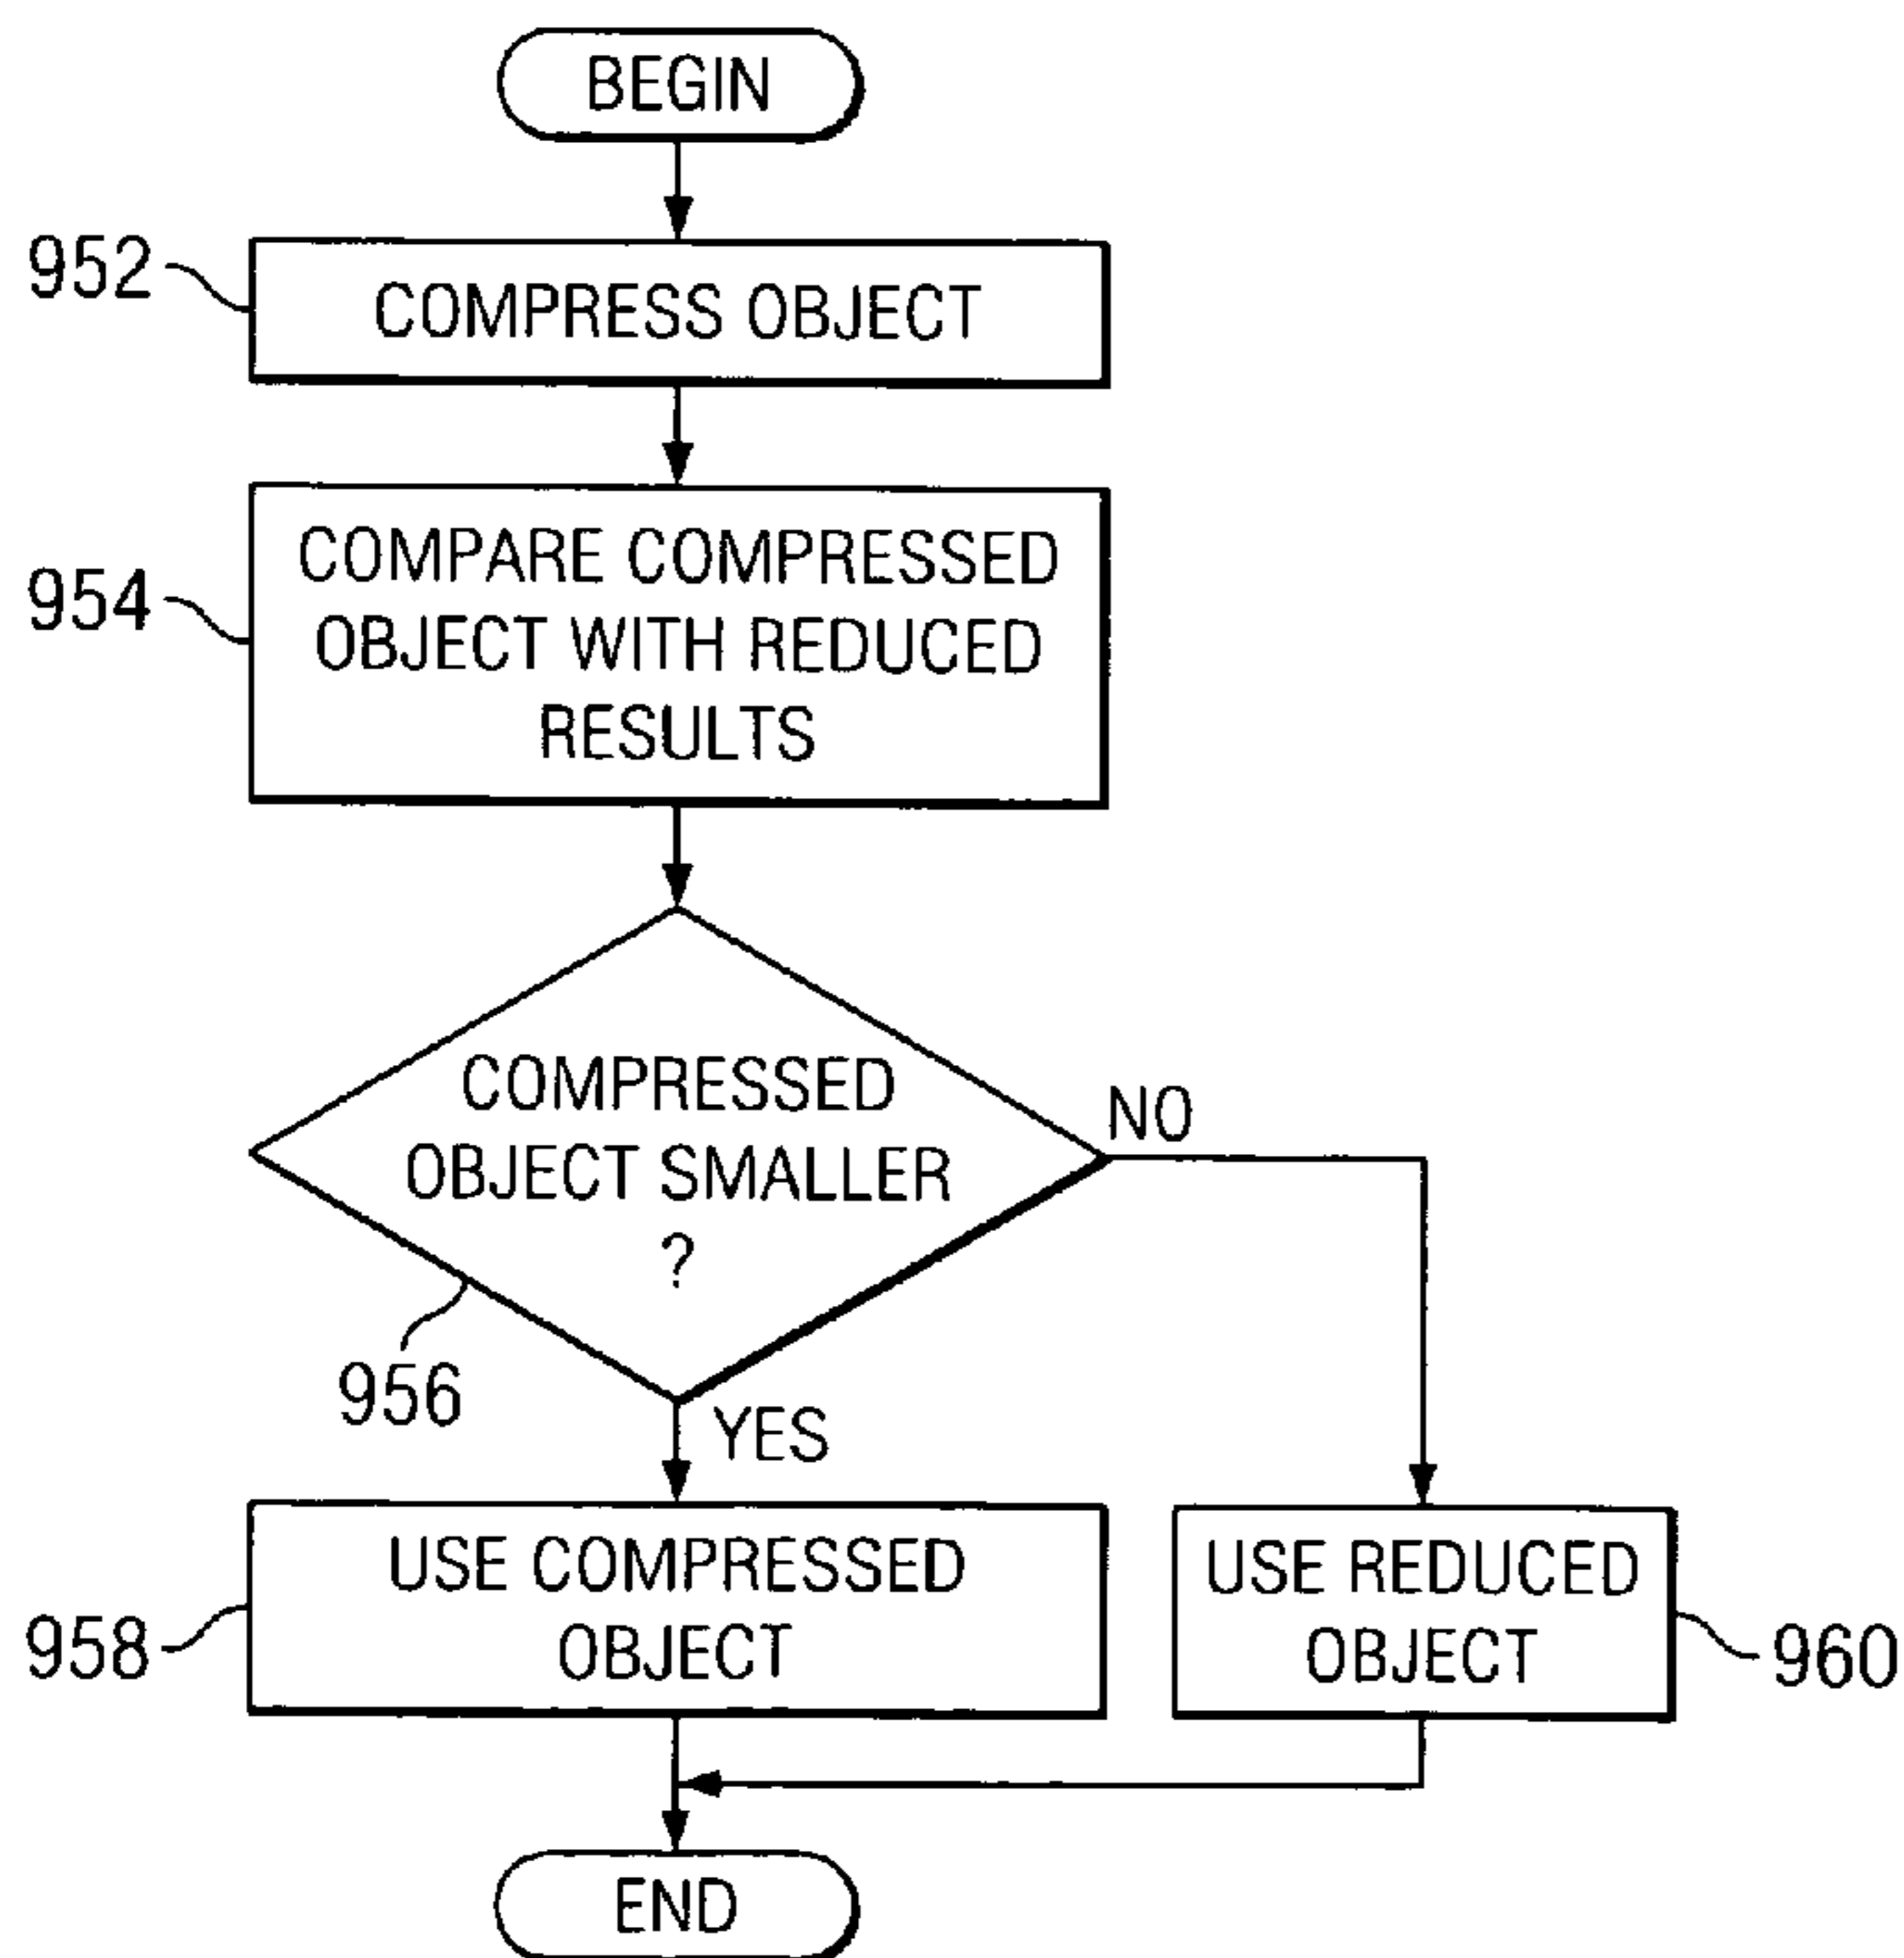 BEGIN
952
COMPRESS OBJECT
954
COMPARE COMPRESSED
OBJECT WITH REDUCED
RESULTS
COMPRESSED
OBJECT SMALLER
?
NO
956
YES
958
USE COMPRESSED
OBJECT
USE REDUCED
OBJECT
960
END